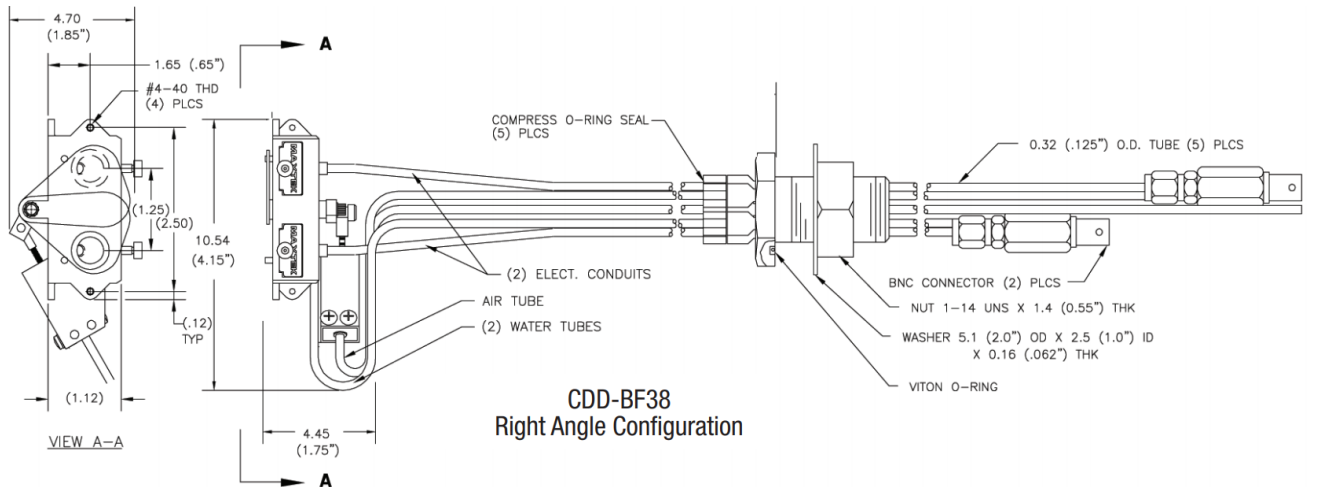 4.70
(1.85")
1.65 (.65")
#4-40 THD
(4) PLCS
(1.25)
(2.50)
(.12)
TYP
(1.12)
VIEW A-A
A
10.54
(4.15")
MAXTEK
MAXTEK
4.45
(1.75")
A
COMPRESS O-RING SEAL
(5) PLCS
(2) ELECT. CONDUITS
AIR TUBE
(2) WATER TUBES
0.32 (.125") O.D. TUBE (5) PLCS
BNC CONNECTOR (2) PLCS
NUT 1-14 UNS X 1.4 (0.55") THK
WASHER 5.1 (2.0") OD X 2.5 (1.0") ID
X 0.16 (.062") THK
VITON O-RING
CDD-BF38
Right Angle Configuration